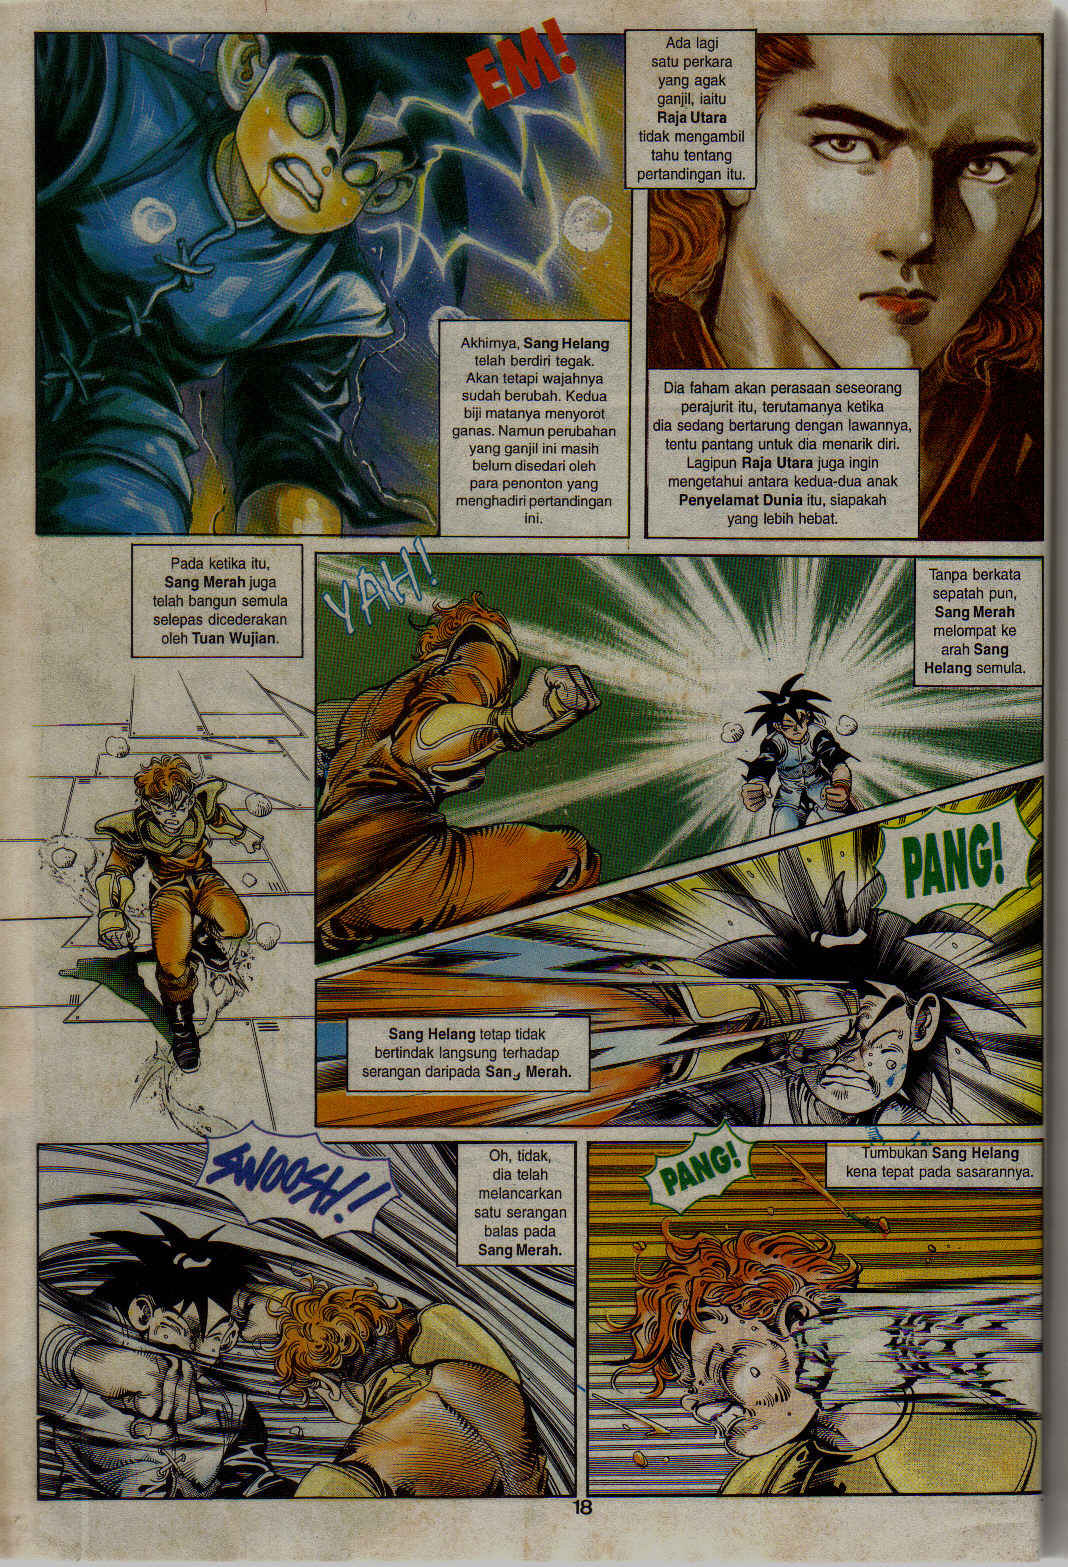 EM!
Akhirnya, Sang Helang
telah berdiri tegak.
Akan tetapi wajahnya
sudah berubah. Kedua
biji matanya menyorot
ganas. Namun perubahan
yang ganjil ini masih
belum disedari oleh
para penonton yang
menghadiri pertandingan
ini.
Ada lagi
satu perkara
yang agak
ganjil, iaitu
Raja Utara
tidak mengambil
tahu tentang
pertandingan itu.
Dia faham akan perasaan seseorang
perajurit itu, terutamanya ketika
dia sedang bertarung dengan lawannya,
tentu pantang untuk dia menarik diri.
Lagipun Raja Utara juga ingin
mengetahui antara kedua-dua anak
Penyelamat Dunia itu, siapakah
yang lebih hebat.
Pada ketika itu,
Sang Merah juga
telah bangun semula
selepas dicederakan
oleh Tuan Wujian.
YAH!
Tanpa berkata
sepatah pun,
Sang Merah
melompat ke
arah Sang
Helang semula.
PANG!
Sang Helang tetap tidak
bertindak langsung terhadap
serangan daripada Sang Merah.
SWOOSH!!
Oh, tidak,
dia telah
melancarkan
satu serangan
balas pada
Sang Merah.
PANG!
Tumbukan Sang Helang
kena tepat pada sasarannya.
18